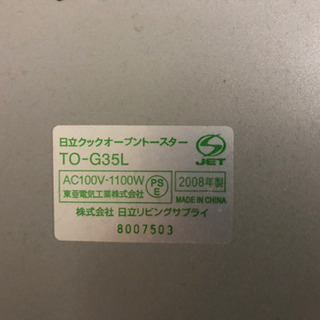 日立クックオーブントースター
TO-G35L
JET
AC100V-1100W
PS
E
2008年製
東菱電気工業株式会社
MADE IN CHINA
株式会社 日立リビングサプライ
8007503